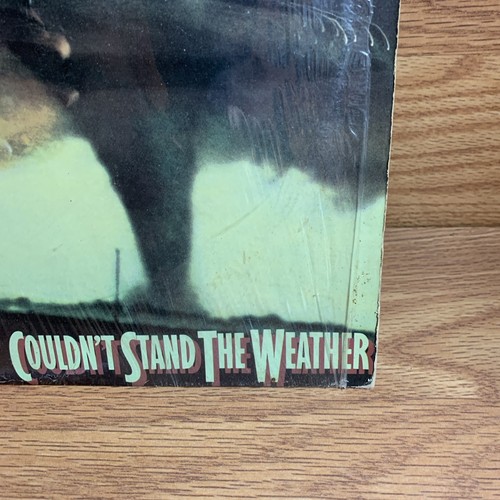 COULDN'T STAND THE WEATHER